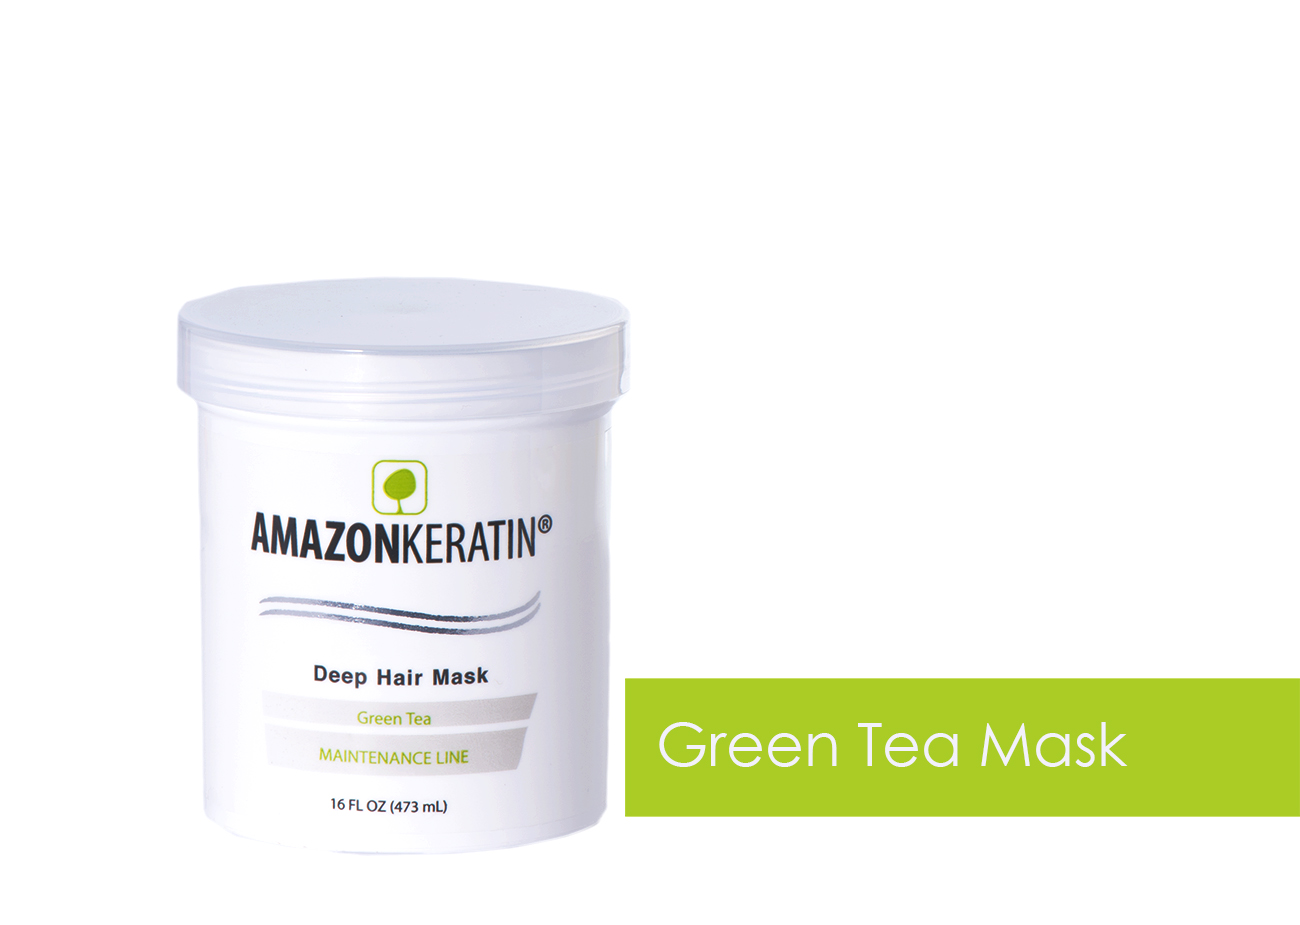 AMAZONKERATIN®
Deep Hair Mask
Green Tea
MAINTENANCE LINE
16 FL OZ (473 mL)
Green Tea Mask